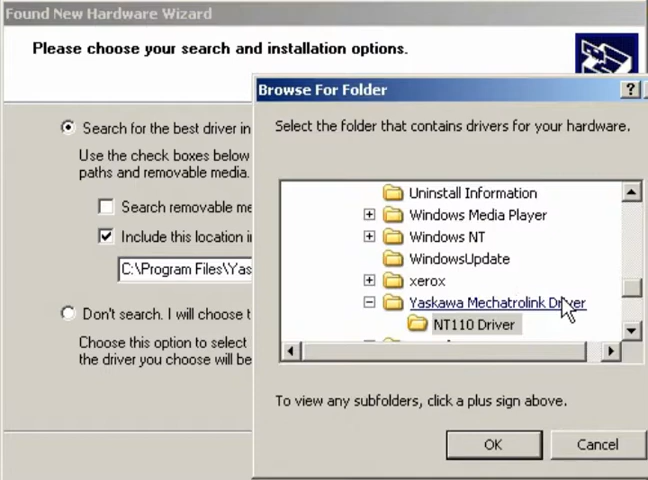 Found New Hardware Wizard
Please choose your search and installation options.
Search for the best driver in
Use the check boxes below
paths and removable media.
Search removable me
Include this location i
C:\Program Files\Yas
Don't search. I will choose t
Choose this option to select
the driver you choose will be
Browse For Folder
?
Select the folder that contains drivers for your hardware.
Uninstall Information
Windows Media Player
Windows NT
WindowsUpdate
xerox
Yaskawa Mechatrolink Driver
NT110 Driver
To view any subfolders, click a plus sign above.
OK
Cancel